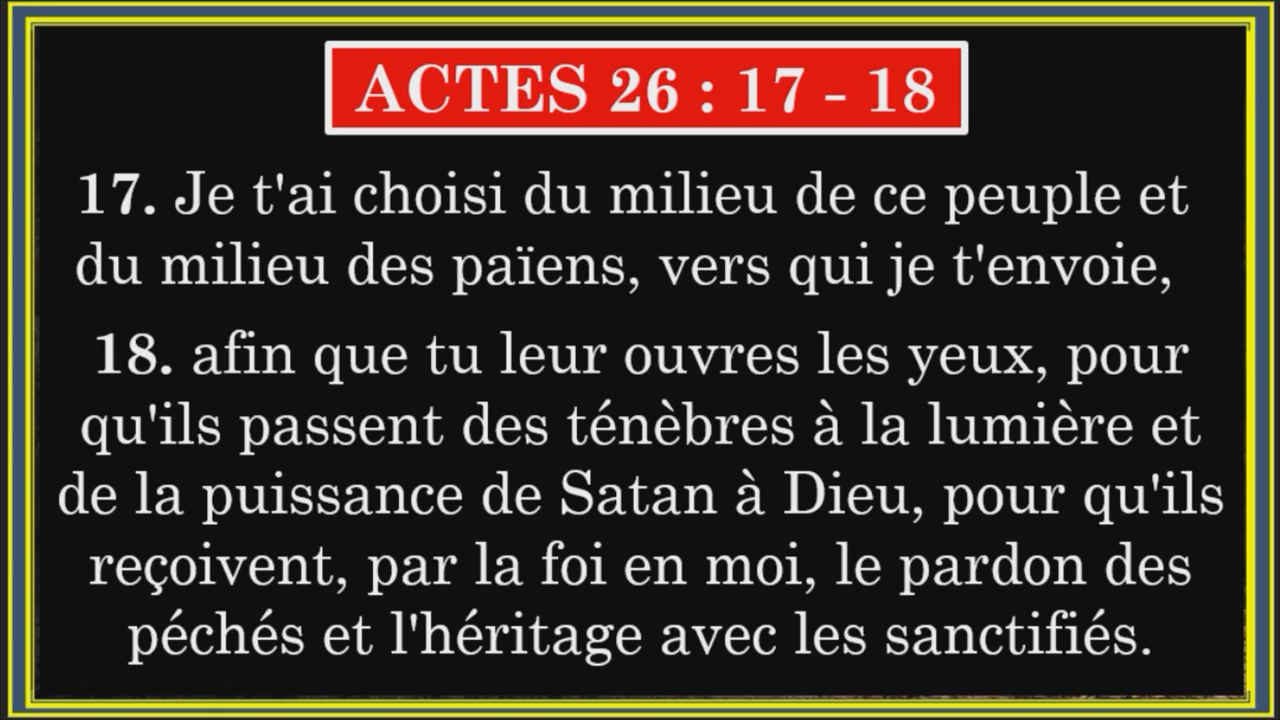 ACTES 26 : 17 - 18
17. Je t'ai choisi du milieu de ce peuple et
du milieu des païens, vers qui je t'envoie,
18. afin que tu leur ouvres les yeux, pour
qu'ils passent des ténèbres à la lumière et
de la puissance de Satan à Dieu, pour qu'ils
reçoivent, par la foi en moi, le pardon des
péchés et l'héritage avec les sanctifiés.